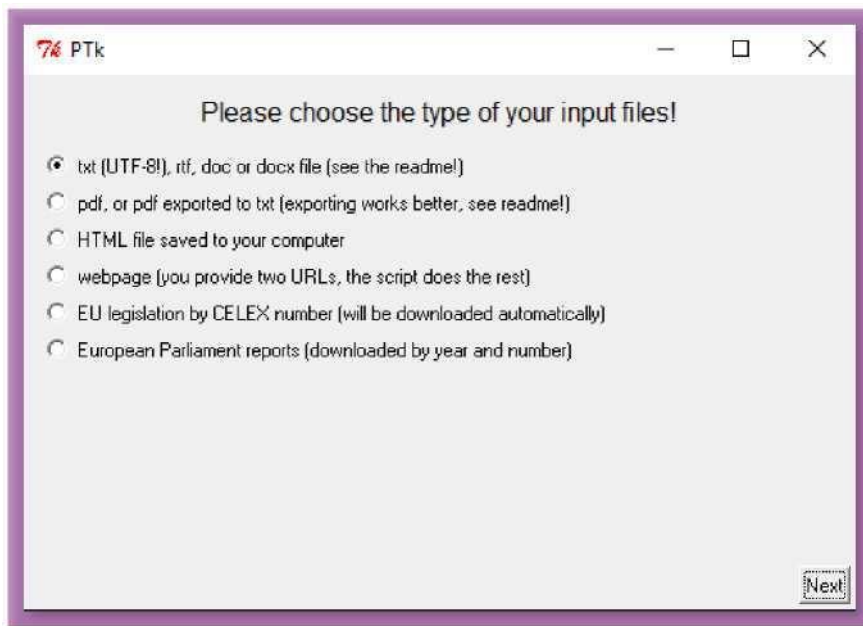 PTk
Please choose the type of your input files!
txt (UTF-8!), rtf, doc or docx file (see the readme!)
pdf, or pdf exported to txt (exporting works better, see readme!)
HTML file saved to your computer
webpage (you provide two URLs, the script does the rest)
EU legislation by CELEX number (will be downloaded automatically)
European Parliament reports (downloaded by year and number)
Next